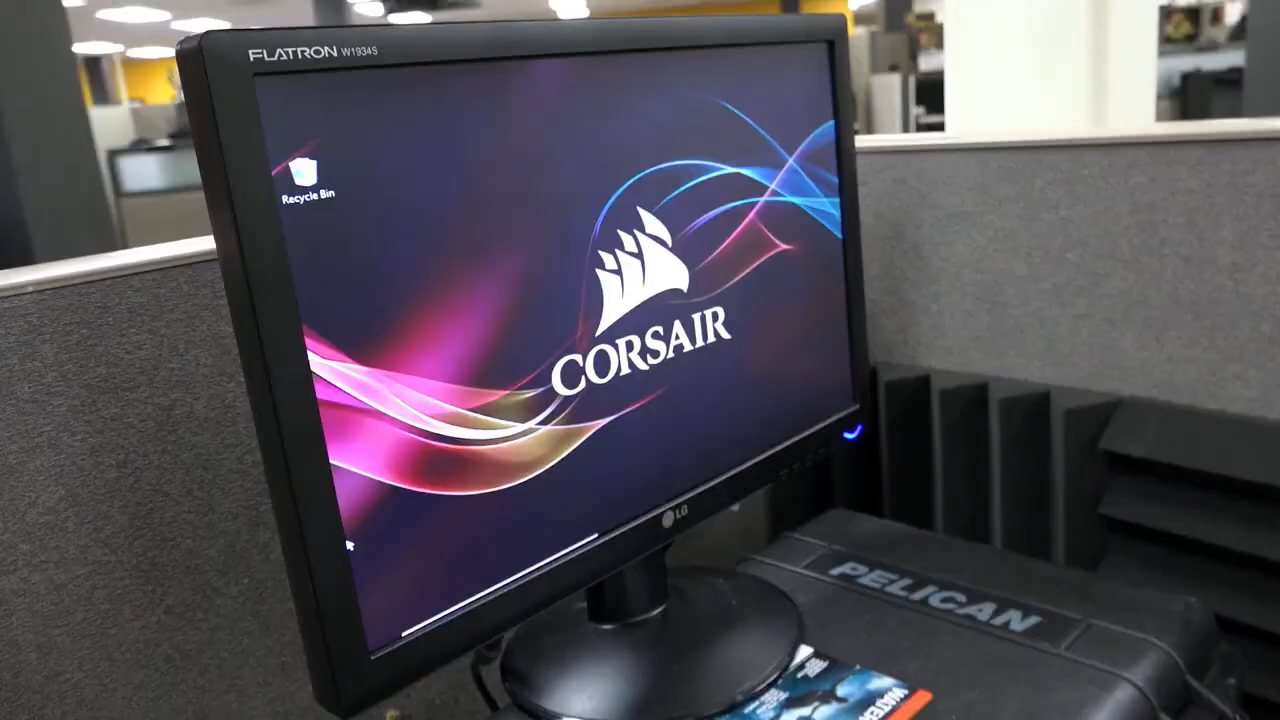 FLATRON W1934S
Recycle Bin
CORSAIR
LG
PELICAN